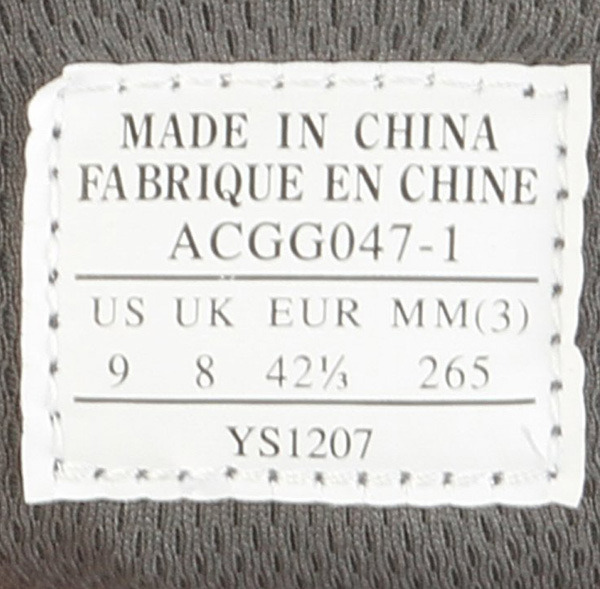 MADE IN CHINA
FABRIQUE EN CHINE
ACGG047-1
US UK EUR MM(3)
9 8 42⅓ 265
YS1207